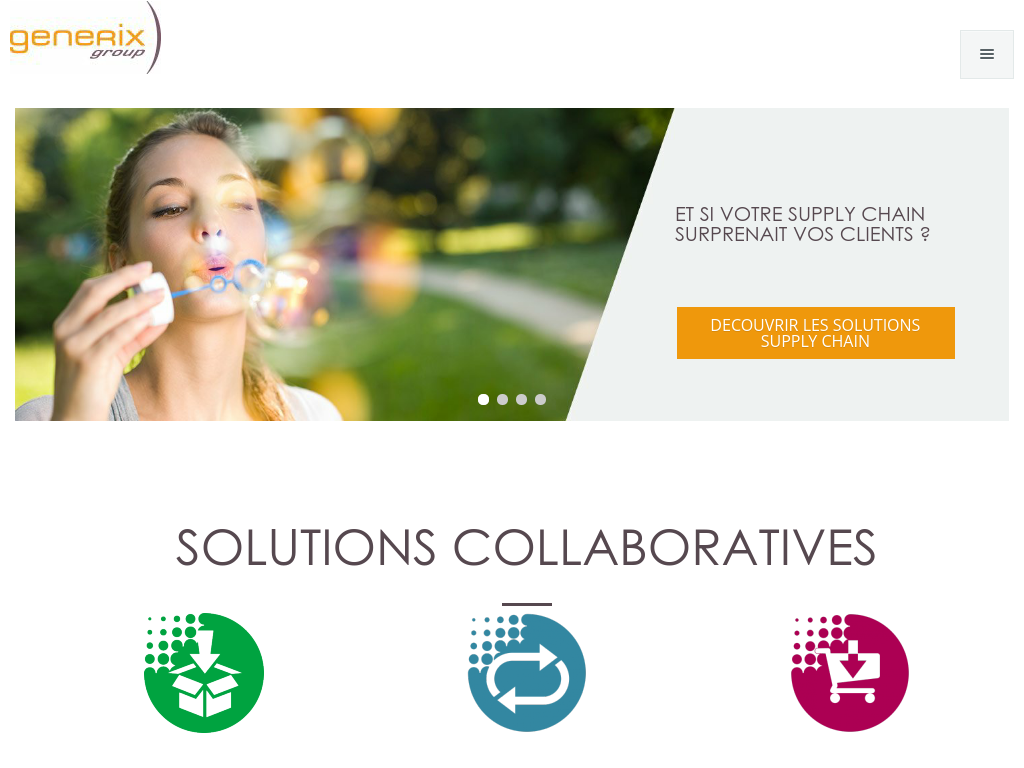 generix
group
ET SI VOTRE SUPPLY CHAIN
SURPRENAIT VOS CLIENTS ?
DECOUVRIR LES SOLUTIONS
SUPPLY CHAIN
SOLUTIONS COLLABORATIVES